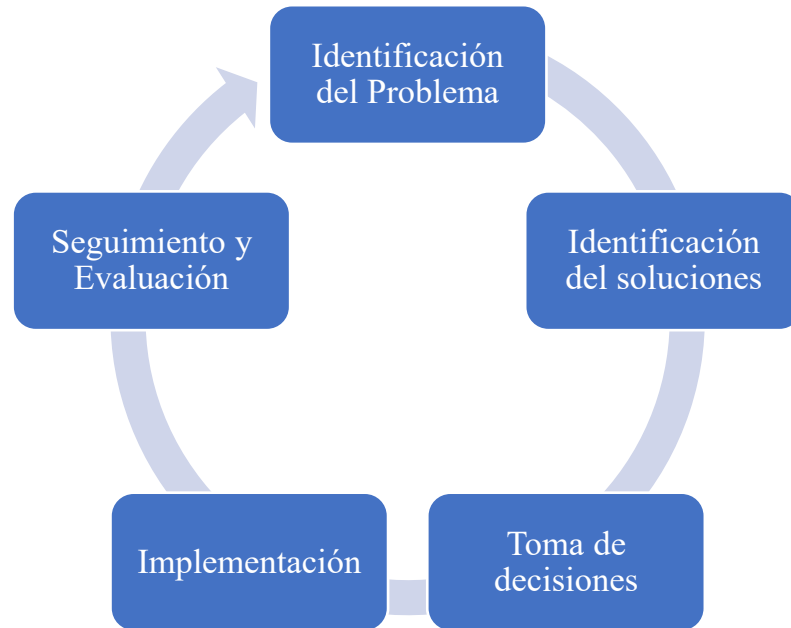 Identificación
del Problema
Identificación
del soluciones
Toma de
decisiones
Implementación
Seguimiento y
Evaluación